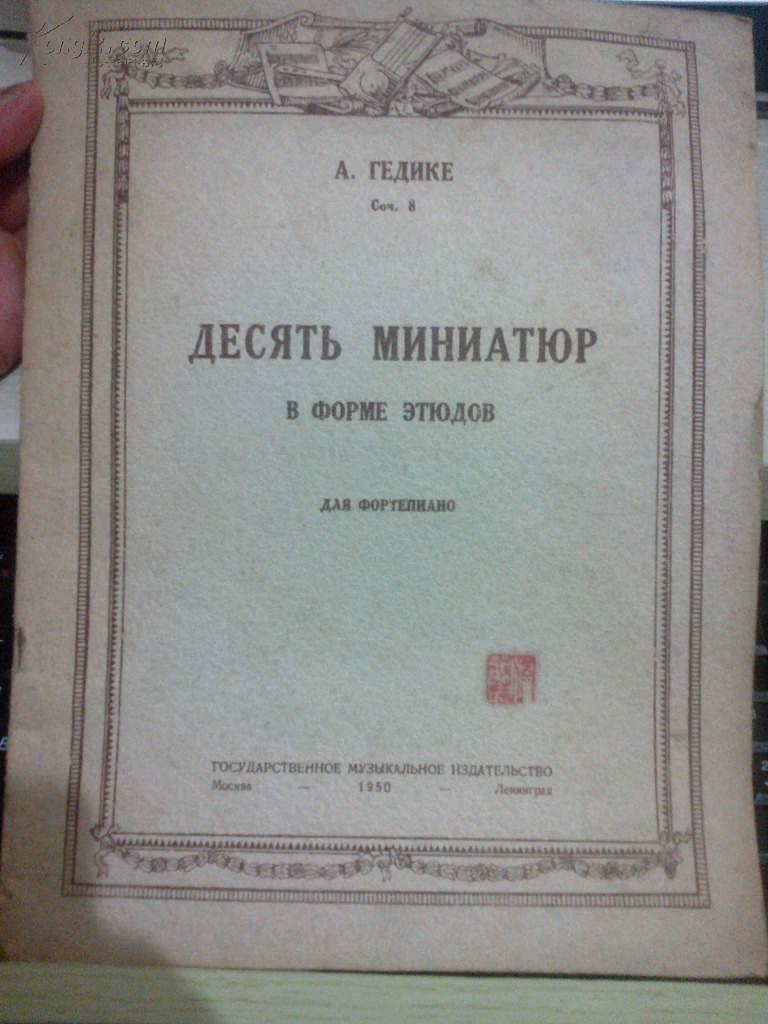 А. ГЕДИКЕ
Соч. 8
ДЕСЯТЬ МИНИАТЮР
В ФОРМЕ ЭТЮДОВ
ДЛЯ ФОРТЕПИАНО
ГОСУДАРСТВЕННОЕ МУЗЫКАЛЬНОЕ ИЗДАТЕЛЬСТВО
Москва — 1950 — Ленинград